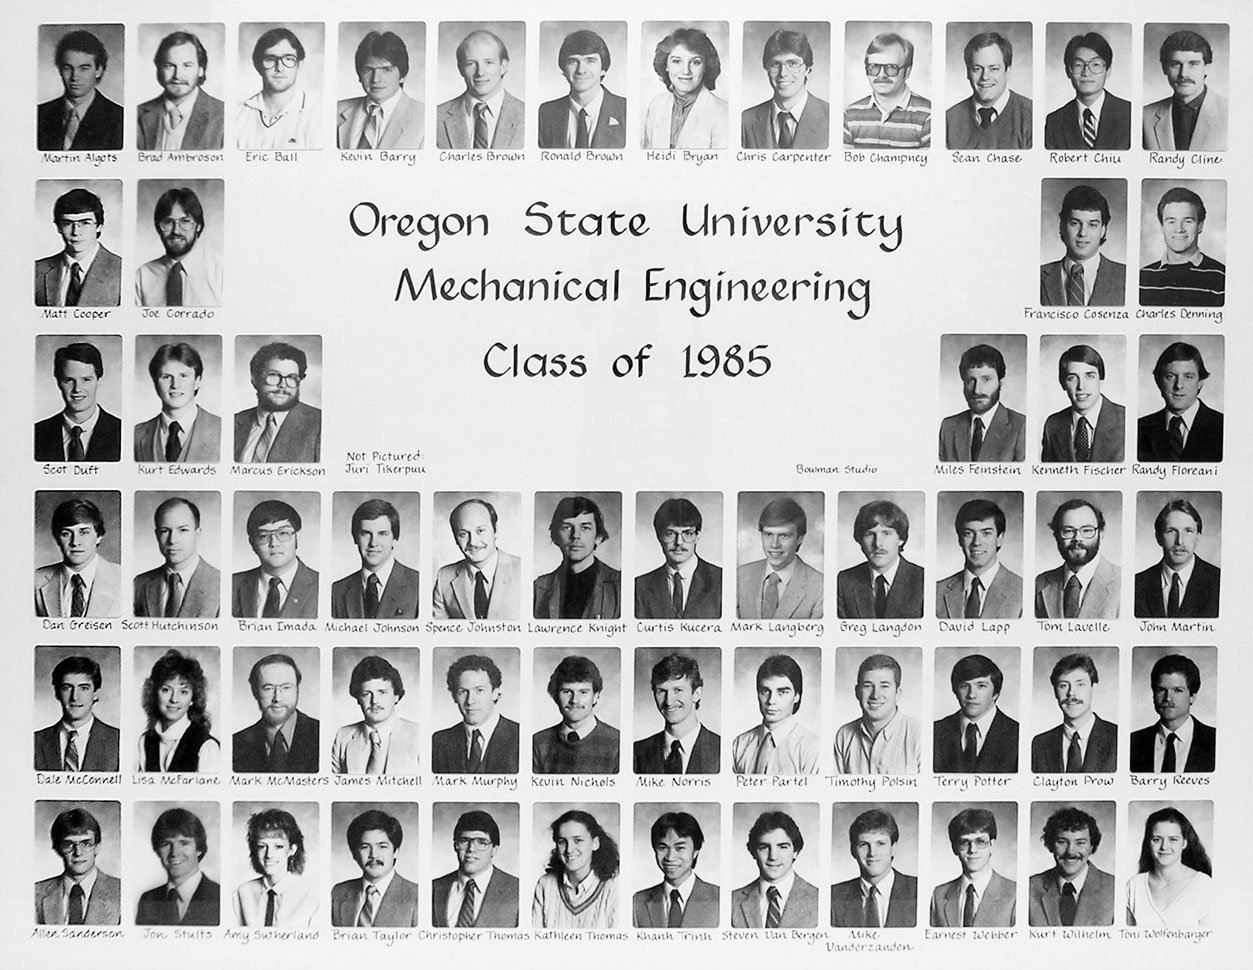 Martin Algots Brad Ambroson Eric Ball Kevin Barry Charles Brown Ronald Brown Heidi Bryan Chris Carpenter Bob Champney Sean Chase Robert Chiu Randy Cline
Oregon State University
Mechanical Engineering
Matt Cooper Joe Corrado Francisco Cosenza Charles Denning
Class of 1985
Not Pictured:
Juri Tikerpuu
Bowman Studio
Scot Duft Kurt Edwards Marcus Erickson Miles Feinstein Kenneth Fischer Randy Floreani
Dan Greisen Scott Hutchinson Brian Imada Michael Johnson Spence Johnston Lawrence Knight Curtis Kucera Mark Langberg Greg Langdon David Lapp Tom Lavelle John Martin
Dale McConnell Lisa McFarlane Mark McMasters James Mitchell Mark Murphy Kevin Nichols Mike Norris Peter Partel Timothy Polsin Terry Potter Clayton Prow Barry Reeves
Allen Sanderson Jon Stults Amy Sutherland Brian Taylor Christopher Thomas Kathleen Thomas Khanh Trinh Steven Van Bergen Mike Vanderzanden Earnest Webber Kurt Wilhelm Toni Wolfenbarger